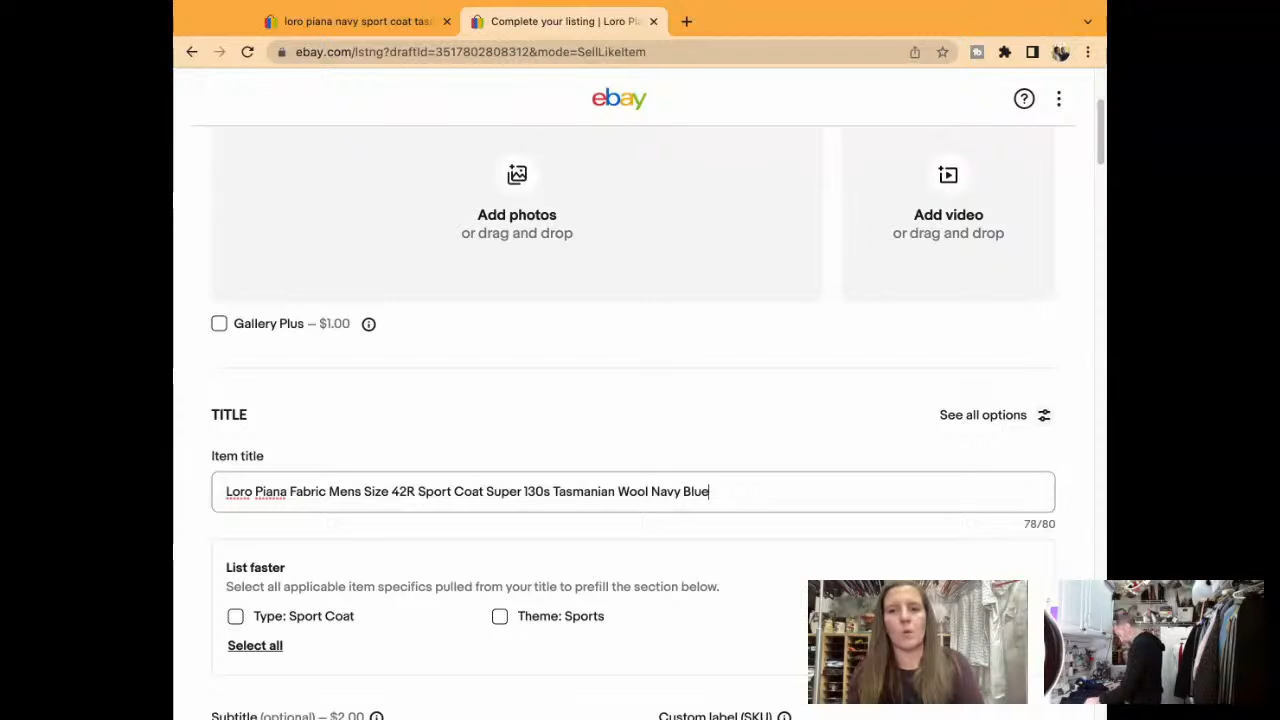 loro piana navy sport coat tas
Complete your listing | Loro Pi
ebay.com/lstng?draftId=3517802808312&mode=SellLikeItem
ebay
Add photos
or drag and drop
Add video
or drag and drop
Gallery Plus – $1.00
TITLE
See all options
Item title
Loro Piana Fabric Mens Size 42R Sport Coat Super 130s Tasmanian Wool Navy Blue
78/80
List faster
Select all applicable item specifics pulled from your title to prefill the section below.
Type: Sport Coat
Theme: Sports
Select all
Subtitle (optional) – $2.00
Custom label (SKU)